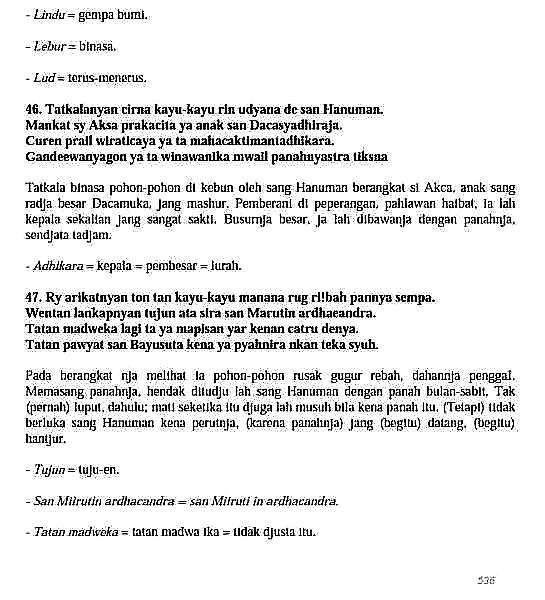 - Lindu = gempa bumi.
- Lebur = binasa.
- Lud = terus-menerus.
46. Tatkalanyan cirna kayu-kayu rin udyana de san Hanuman.
Mankat sy Aksa prakacita ya anak san Dacasyadhiraja.
Curen prail wiraticaya ya ta mahacaktimantadhikara.
Gandeewanyagon ya ta winawanika mwail panahnyastra tiksna
Tatkala binasa pohon-pohon di kebun oleh sang Hanuman berangkat si Akca, anak sang
radja besar Dacamuka, jang mashur. Pemberani di peperangan, pahlawan haibat, ia lah
kepala sekalian jang sangat sakti. Busurnja besar, ja lah dibawanja dengan panahnja,
sendjata tadjam.
- Adhikara = kepala = pembesar = lurah.
47. Ry arikatnyan ton tan kayu-kayu manana rug ri!bah pannya sempa.
Wentan lankapnyan tujun ata sira san Marutin ardhaeandra.
Tatan madweka lagi ta ya mapisan yar kenan catru denya.
Tatan pawyat san Bayusuta kena ya pyahnira nkan teka syuh.
Pada berangkat nja melihat ia pohon-pohon rusak gugur rebah, dahannja penggal.
Memasang panahnja, hendak ditudju lah sang Hanuman dengan panah bulan-sabit, Tak
(pernah) luput, dahulu; mati seketika itu djuga lah musuh bila kena panah itu. (Tetapi) tidak
berluka sang Hanuman kena perutnja, (karena panahnja) jang (begitu) datang, (begitu)
hantjur.
- Tujun = tuju-en.
- San Miirutin ardhacandra = san Miiruti in ardhacandra.
- Tatan madweka = tatan madwa ika = tidak djusta itu.
536